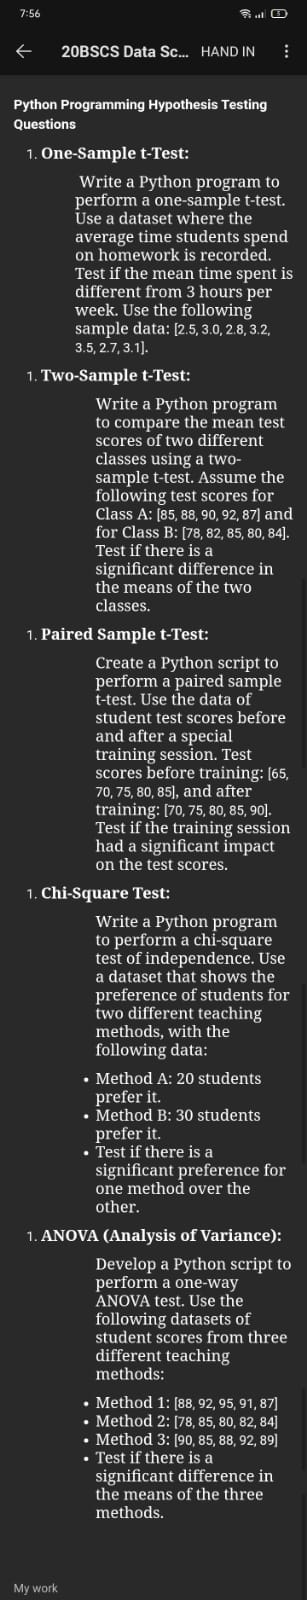 7:56
20BSCS Data Sc... HAND IN
Python Programming Hypothesis Testing
Questions
1. One-Sample t-Test:
Write a Python program to
perform a one-sample t-test.
Use a dataset where the
average time students spend
on homework is recorded.
Test if the mean time spent is
different from 3 hours per
week. Use the following
sample data: [2.5, 3.0, 2.8, 3.2,
3.5, 2.7, 3.1].
1. Two-Sample t-Test:
Write a Python program
to compare the mean test
scores of two different
classes using a two-
sample t-test. Assume the
following test scores for
Class A: [85, 88, 90, 92, 87] and
for Class B: [78, 82, 85, 80, 84].
Test if there is a
significant difference in
the means of the two
classes.
1. Paired Sample t-Test:
Create a Python script to
perform a paired sample
t-test. Use the data of
student test scores before
and after a special
training session. Test
scores before training: [65,
70, 75, 80, 85], and after
training: [70, 75, 80, 85, 90].
Test if the training session
had a significant impact
on the test scores.
1. Chi-Square Test:
Write a Python program
to perform a chi-square
test of independence. Use
a dataset that shows the
preference of students for
two different teaching
methods, with the
following data:
• Method A: 20 students
prefer it.
• Method B: 30 students
prefer it.
• Test if there is a
significant preference for
one method over the
other.
1. ANOVA (Analysis of Variance):
Develop a Python script to
perform a one-way
ANOVA test. Use the
following datasets of
student scores from three
different teaching
methods:
• Method 1: [88, 92, 95, 91, 87]
• Method 2: [78, 85, 80, 82, 84]
• Method 3: [90, 85, 88, 92, 89]
• Test if there is a
significant difference in
the means of the three
methods.
My work